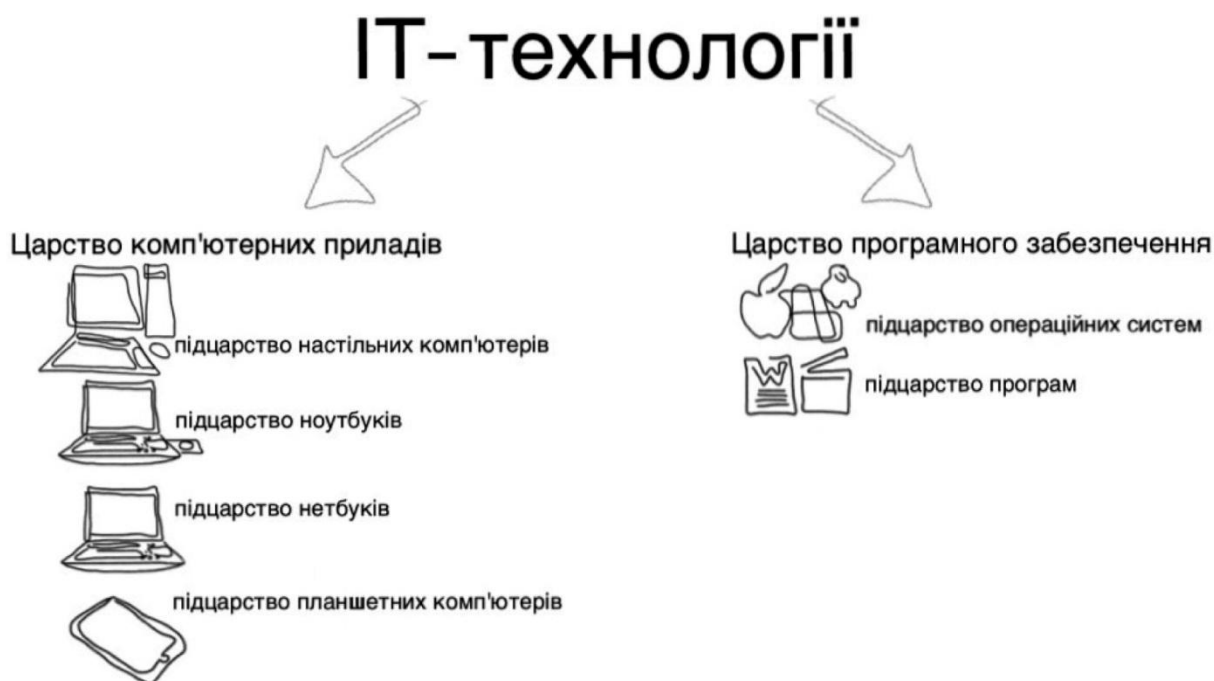 ІТ-технології
Царство комп'ютерних приладів
підцарство настільних комп'ютерів
підцарство ноутбуків
підцарство нетбуків
підцарство планшетних комп'ютерів
Царство програмного забезпечення
підцарство операційних систем
W
підцарство програм